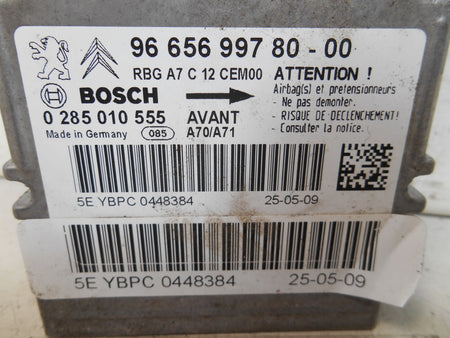 96 656 997 80 - 00
RBG A7 C 12 CEM00 ATTENTION !
BOSCH
Airbag(s) et pretensionneurs
- Ne pas demonter.
0 285 010 555 AVANT
- RISQUE DE DECLENCHEMENT!
Made in Germany 085 A70/A71
- Consulter la notice.
5E YBPC 0448384 25-05-09
5E YBPC 0448384 25-05-09